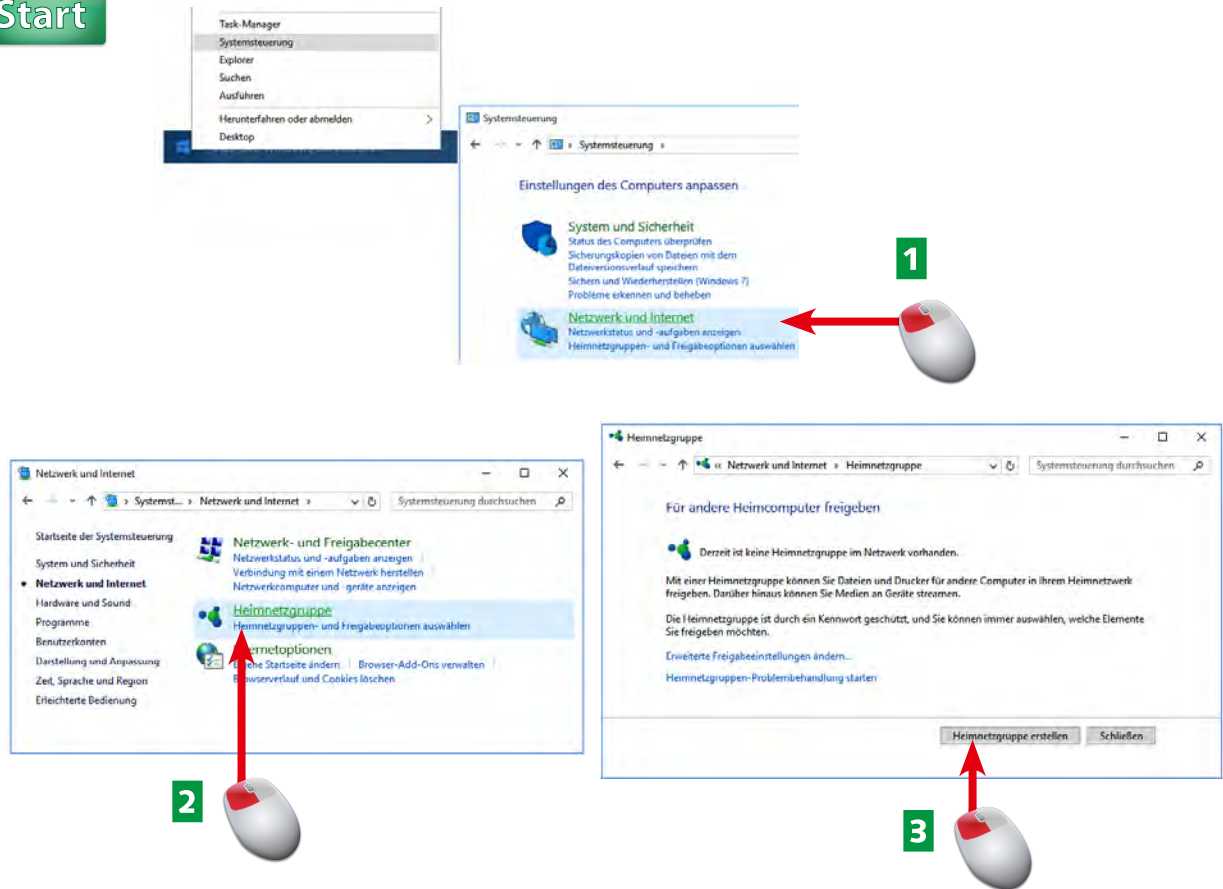 Start
Task-Manager
Systemsteuerung
Explorer
Suchen
Ausführen
Herunterfahren oder abmelden
Desktop
Systemsteuerung
Systemsteuerung
Einstellungen des Computers anpassen
System und Sicherheit
Status des Computers überprüfen
Sicherungskopien von Dateien mit dem
Dateiversionsverlauf speichern
Sichern und Wiederherstellen (Windows 7)
Probleme erkennen und beheben
Netzwerk und Internet
Netzwerkstatus und -aufgaben anzeigen
Heimnetzgruppen- und Freigabeoptionen auswählen
1
Netzwerk und Internet
Systemst... Netzwerk und Internet
Systemsteuerung durchsuchen
Startseite der Systemsteuerung
System und Sicherheit
Netzwerk und Internet
Hardware und Sound
Programme
Benutzerkonten
Darstellung und Anpassung
Zeit, Sprache und Region
Erleichterte Bedienung
Netzwerk- und Freigabecenter
Netzwerkstatus und -aufgaben anzeigen
Verbindung mit einem Netzwerk herstellen
Netzwerkcomputer und -geräte anzeigen
Heimnetzgruppe
Heimnetzgruppen- und Freigabeoptionen auswählen
ernetoptionen
ene Startseite ändern Browser-Add-Ons verwalten
owserverlauf und Cookies löschen
2
Heimnetzgruppe
« Netzwerk und Internet Heimnetzgruppe
Systemsteuerung durchsuchen
Für andere Heimcomputer freigeben
Derzeit ist keine Heimnetzgruppe im Netzwerk vorhanden.
Mit einer Heimnetzgruppe können Sie Dateien und Drucker für andere Computer in Ihrem Heimnetzwerk
freigeben. Darüber hinaus können Sie Medien an Geräte streamen.
Die Heimnetzgruppe ist durch ein Kennwort geschützt, und Sie können immer auswählen, welche Elemente
Sie freigeben möchten.
Erweiterte Freigabeeinstellungen ändern...
Heimnetzgruppen-Problembehandlung starten
Heimnetzgruppe erstellen
Schließen
3